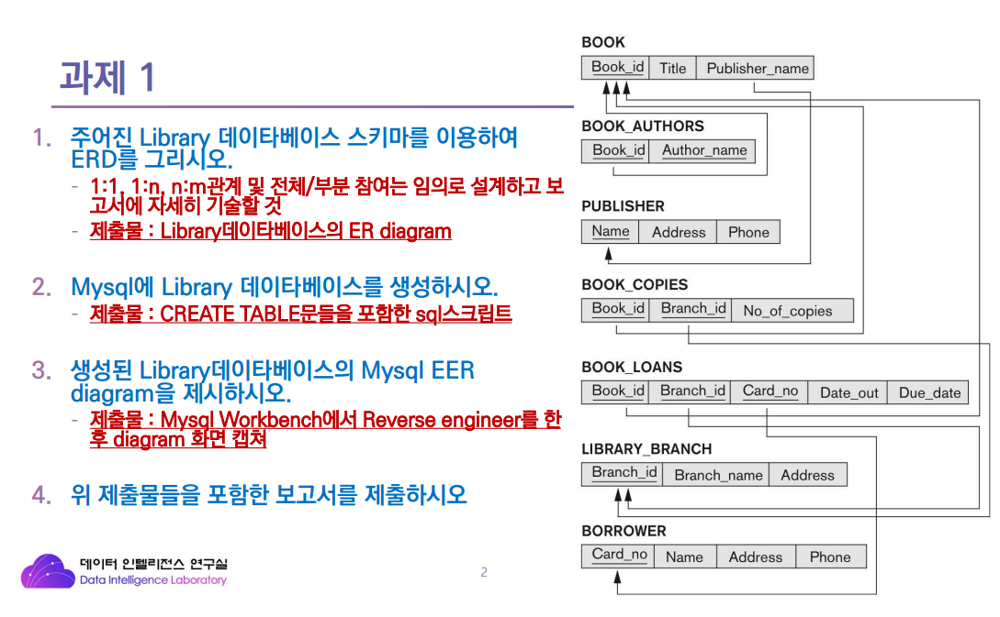 과제 1
1. 주어진 Library 데이타베이스 스키마를 이용하여
ERD를 그리시오.
- 1:1, 1:n, n:m관계 및 전체/부분 참여는 임의로 설계하고 보
고서에 자세히 기술할 것
- 제출물 : Library데이타베이스의 ER diagram
2. Mysql에 Library 데이타베이스를 생성하시오.
- 제출물 : CREATE TABLE문들을 포함한 sql스크립트
3. 생성된 Library데이타베이스의 Mysql EER
diagram을 제시하시오.
- 제출물 : Mysql Workbench에서 Reverse engineer를 한
후 diagram 화면 캡쳐
4. 위 제출물들을 포함한 보고서를 제출하시오
데이터 인텔리전스 연구실
Data Intelligence Laboratory
2
BOOK
Book_id Title Publisher_name
BOOK_AUTHORS
Book_id Author_name
PUBLISHER
Name Address Phone
BOOK_COPIES
Book_id Branch_id No_of_copies
BOOK_LOANS
Book_id Branch_id Card_no Date_out Due_date
LIBRARY_BRANCH
Branch_id Branch_name Address
BORROWER
Card_no Name Address Phone